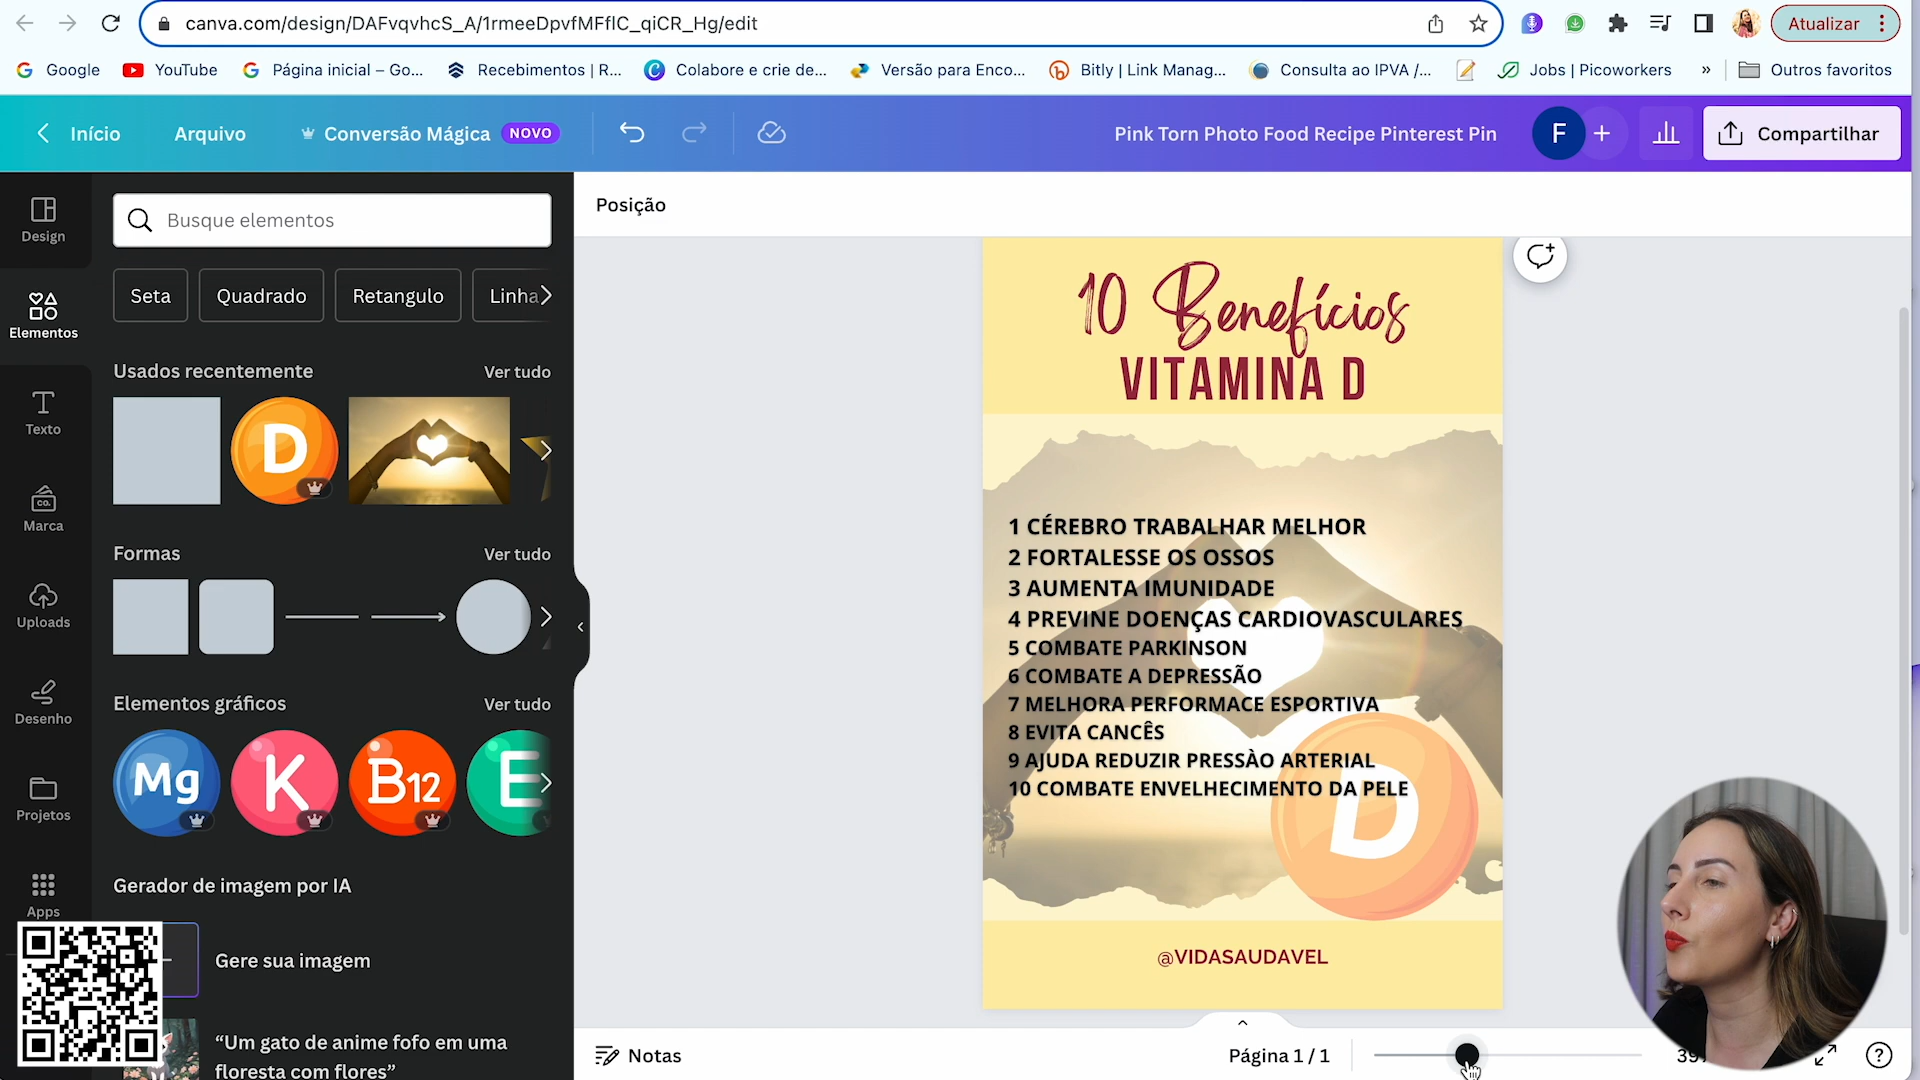 canva.com/design/DAFvqvhcS_A/1rmeeDpvfMFflC_qiCR_Hg/edit
Atualizar
Google
YouTube
Página inicial – Go...
Recebimentos | R...
Colabore e crie de...
Versão para Enco...
Bitly | Link Manag...
Consulta ao IPVA /...
Jobs | Picoworkers
»
Outros favoritos
Início
Arquivo
Conversão Mágica
NOVO
Pink Torn Photo Food Recipe Pinterest Pin
F
+
Compartilhar
Design
Elementos
Texto
CO.
Marca
Uploads
Desenho
Projetos
Apps
Busque elementos
Seta
Quadrado
Retangulo
Linha
Usados recentemente
Ver tudo
D
Formas
Ver tudo
Elementos gráficos
Ver tudo
Mg
K
B12
E
Gerador de imagem por IA
Gere sua imagem
“Um gato de anime fofo em uma
floresta com flores”
Posição
10 Benefícios
VITAMINA D
1 CÉREBRO TRABALHAR MELHOR
2 FORTALESSE OS OSSOS
3 AUMENTA IMUNIDADE
4 PREVINE DOENÇAS CARDIOVASCULARES
5 COMBATE PARKINSON
6 COMBATE A DEPRESSÃO
7 MELHORA PERFORMACE ESPORTIVA
8 EVITA CANCÊS
9 AJUDA REDUZIR PRESSÀO ARTERIAL
10 COMBATE ENVELHECIMENTO DA PELE
D
@VIDASAUDAVEL
Notas
Página 1 / 1
?